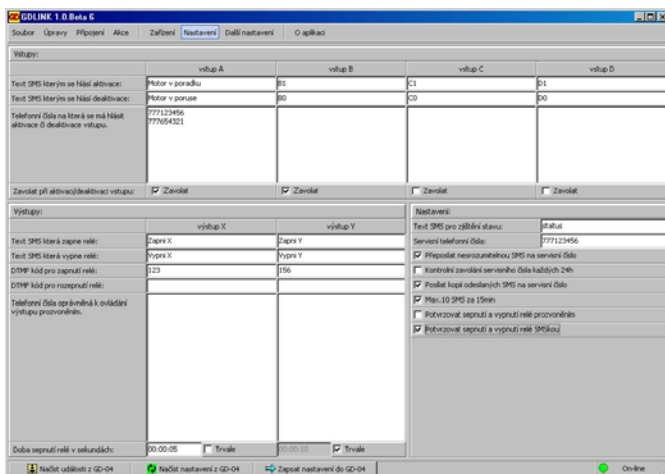 GDLINK 1.0.Beta 6
Soubor Úpravy Připojení Akce Zařízení Nastavení Další nastavení O aplikaci
Vstupy:
vstup A vstup B vstup C vstup D
Text SMS kterým se hlásí aktivace: Motor v poradku B1 C1 D1
Text SMS kterým se hlásí deaktivace: Motor v poruse B0 C0 D0
Telefonní čísla na která se má hlásit 777123456
aktivace či deaktivace vstupu. 777654321
Zavolat při aktivaci/deaktivaci vstupu: Zavolat Zavolat Zavolat Zavolat
Výstupy:
výstup X výstup Y
Text SMS která zapne relé: Zapni X Zapni Y
Text SMS která vypne relé: Vypni X Vypni Y
DTMF kód pro zapnutí relé: 123 156
DTMF kód pro rozepnutí relé:
Telefonní čísla oprávněná k ovládání
výstupu prozvoněním.
Doba sepnutí relé v sekundách: 00:00:05 Trvale 00:00:10 Trvale
Nastavení:
Text SMS pro zjištění stavu: status
Servisní telefonní čísla: 777123456
Přeposlat nesrozumitelnou SMS na servisní číslo
Kontrolní zavolání servisního čísla každých 24h
Posílat kopii odeslaných SMS na servisní číslo
Max.10 SMS za 15min
Potvrzovat sepnutí a vypnutí relé prozvoněním
Potvrzovat sepnutí a vypnutí relé SMSkou
Načíst události z GD-04 Načíst nastavení z GD-04 Zapsat nastavení do GD-04 On-line